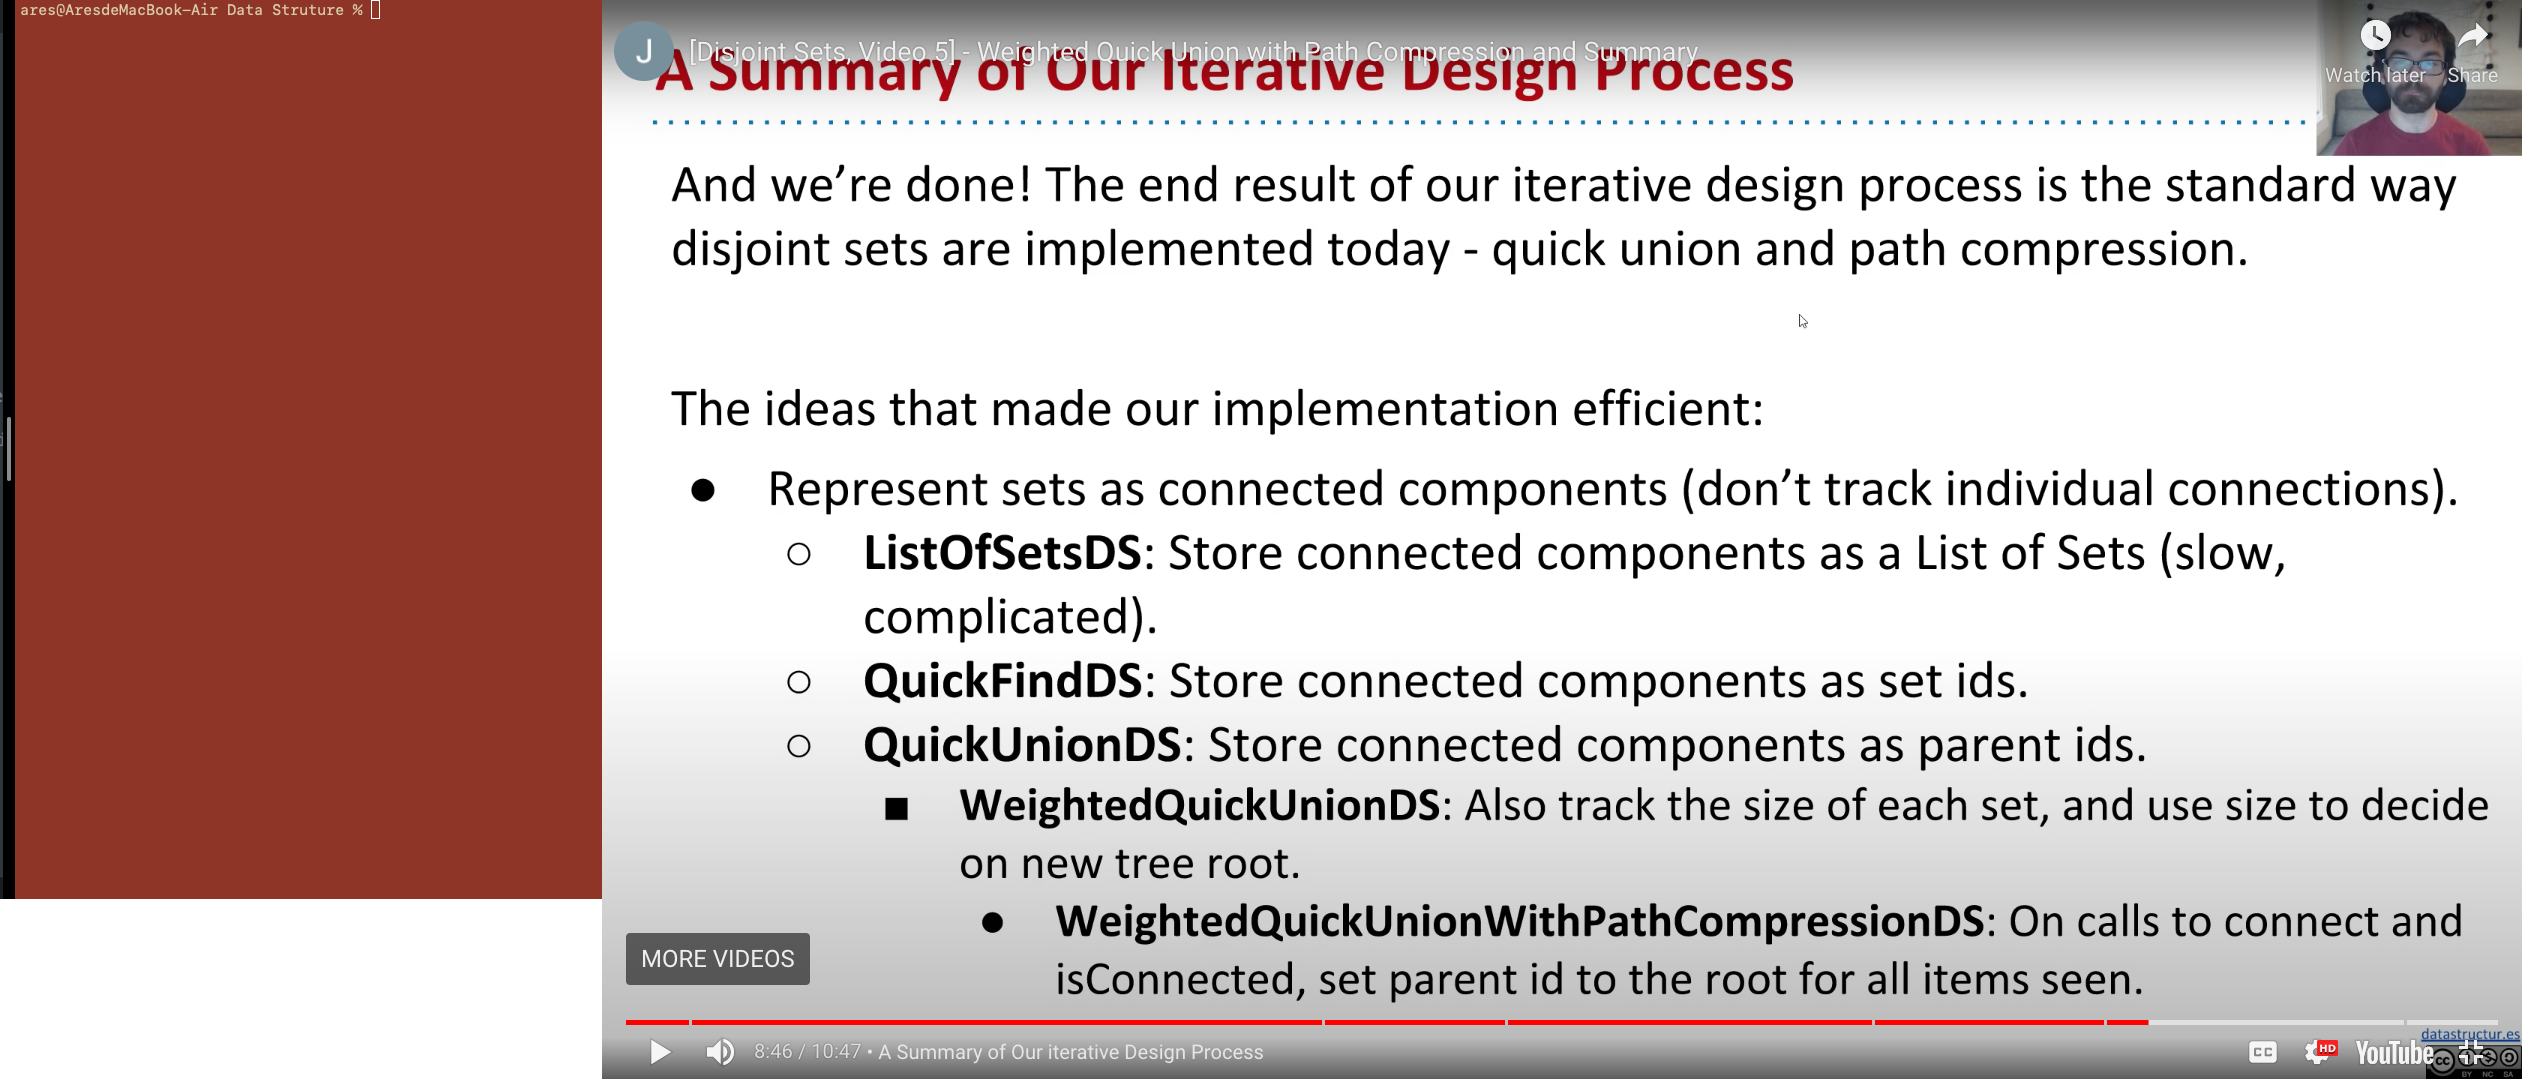 ares@AresdeMacBook-Air Data Struture %
J
[Disjoint Sets, Video 5] - Weighted Quick Union with Path Compression and Summary
Watch later
Share
A Summary of Our Iterative Design Process
And we’re done! The end result of our iterative design process is the standard way
disjoint sets are implemented today - quick union and path compression.
The ideas that made our implementation efficient:
● Represent sets as connected components (don’t track individual connections).
○ ListOfSetsDS: Store connected components as a List of Sets (slow,
complicated).
○ QuickFindDS: Store connected components as set ids.
○ QuickUnionDS: Store connected components as parent ids.
■ WeightedQuickUnionDS: Also track the size of each set, and use size to decide
on new tree root.
● WeightedQuickUnionWithPathCompressionDS: On calls to connect and
isConnected, set parent id to the root for all items seen.
MORE VIDEOS
datastructur.es
8:46 / 10:47 • A Summary of Our iterative Design Process
CC
HD
YouTube
cc
BY NC SA